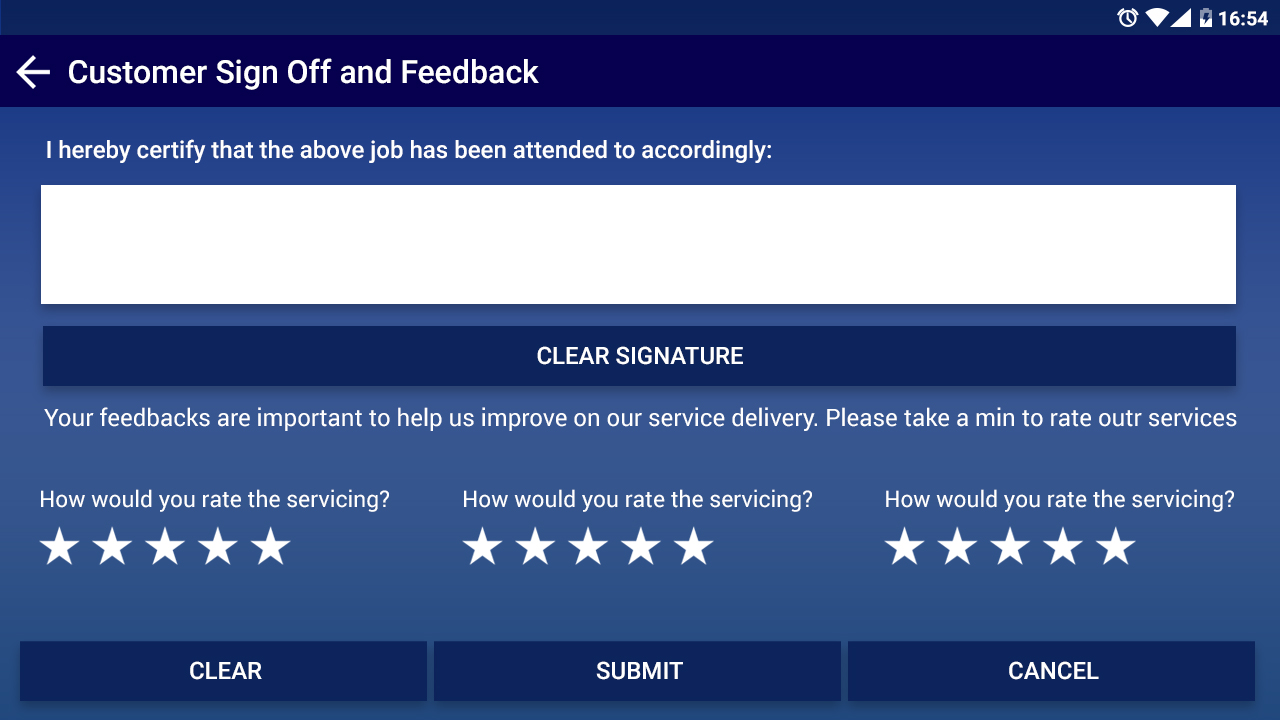 16:54
Customer Sign Off and Feedback
I hereby certify that the above job has been attended to accordingly:
CLEAR SIGNATURE
Your feedbacks are important to help us improve on our service delivery. Please take a min to rate outr services
How would you rate the servicing?
How would you rate the servicing?
How would you rate the servicing?
CLEAR
SUBMIT
CANCEL